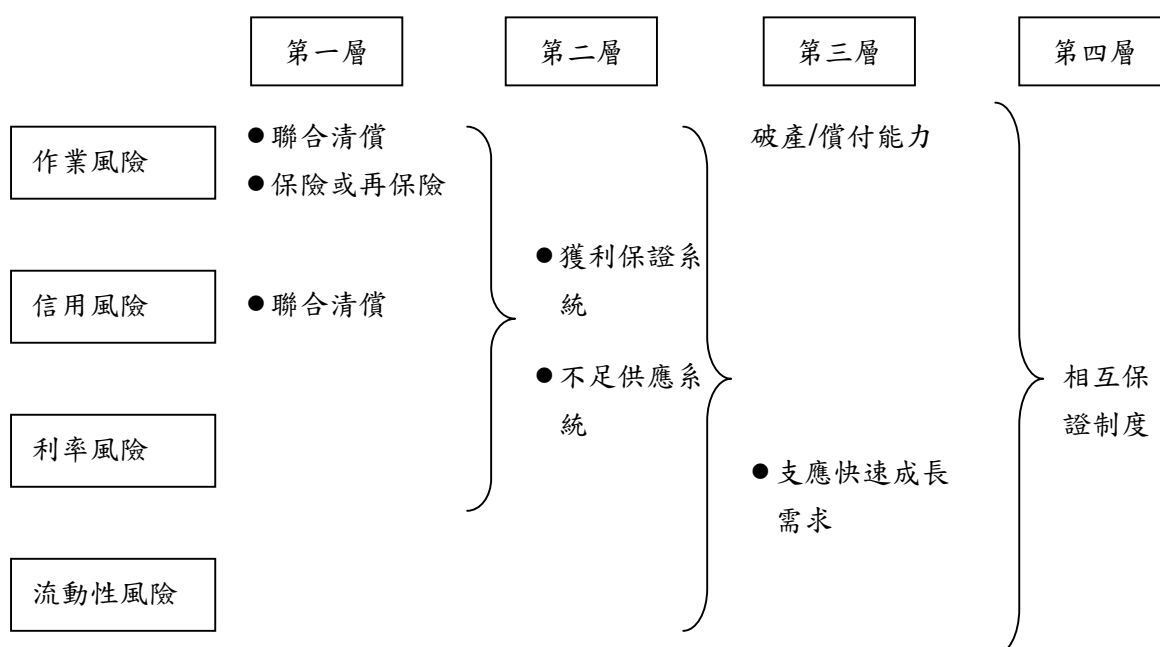 第一層
第二層
第三層
第四層
作業風險
●聯合清償
●保險或再保險
破產/償付能力
信用風險
●聯合清償
●獲利保證系
統
●不足供應系
統
利率風險
●支應快速成長
需求
相互保
證制度
流動性風險